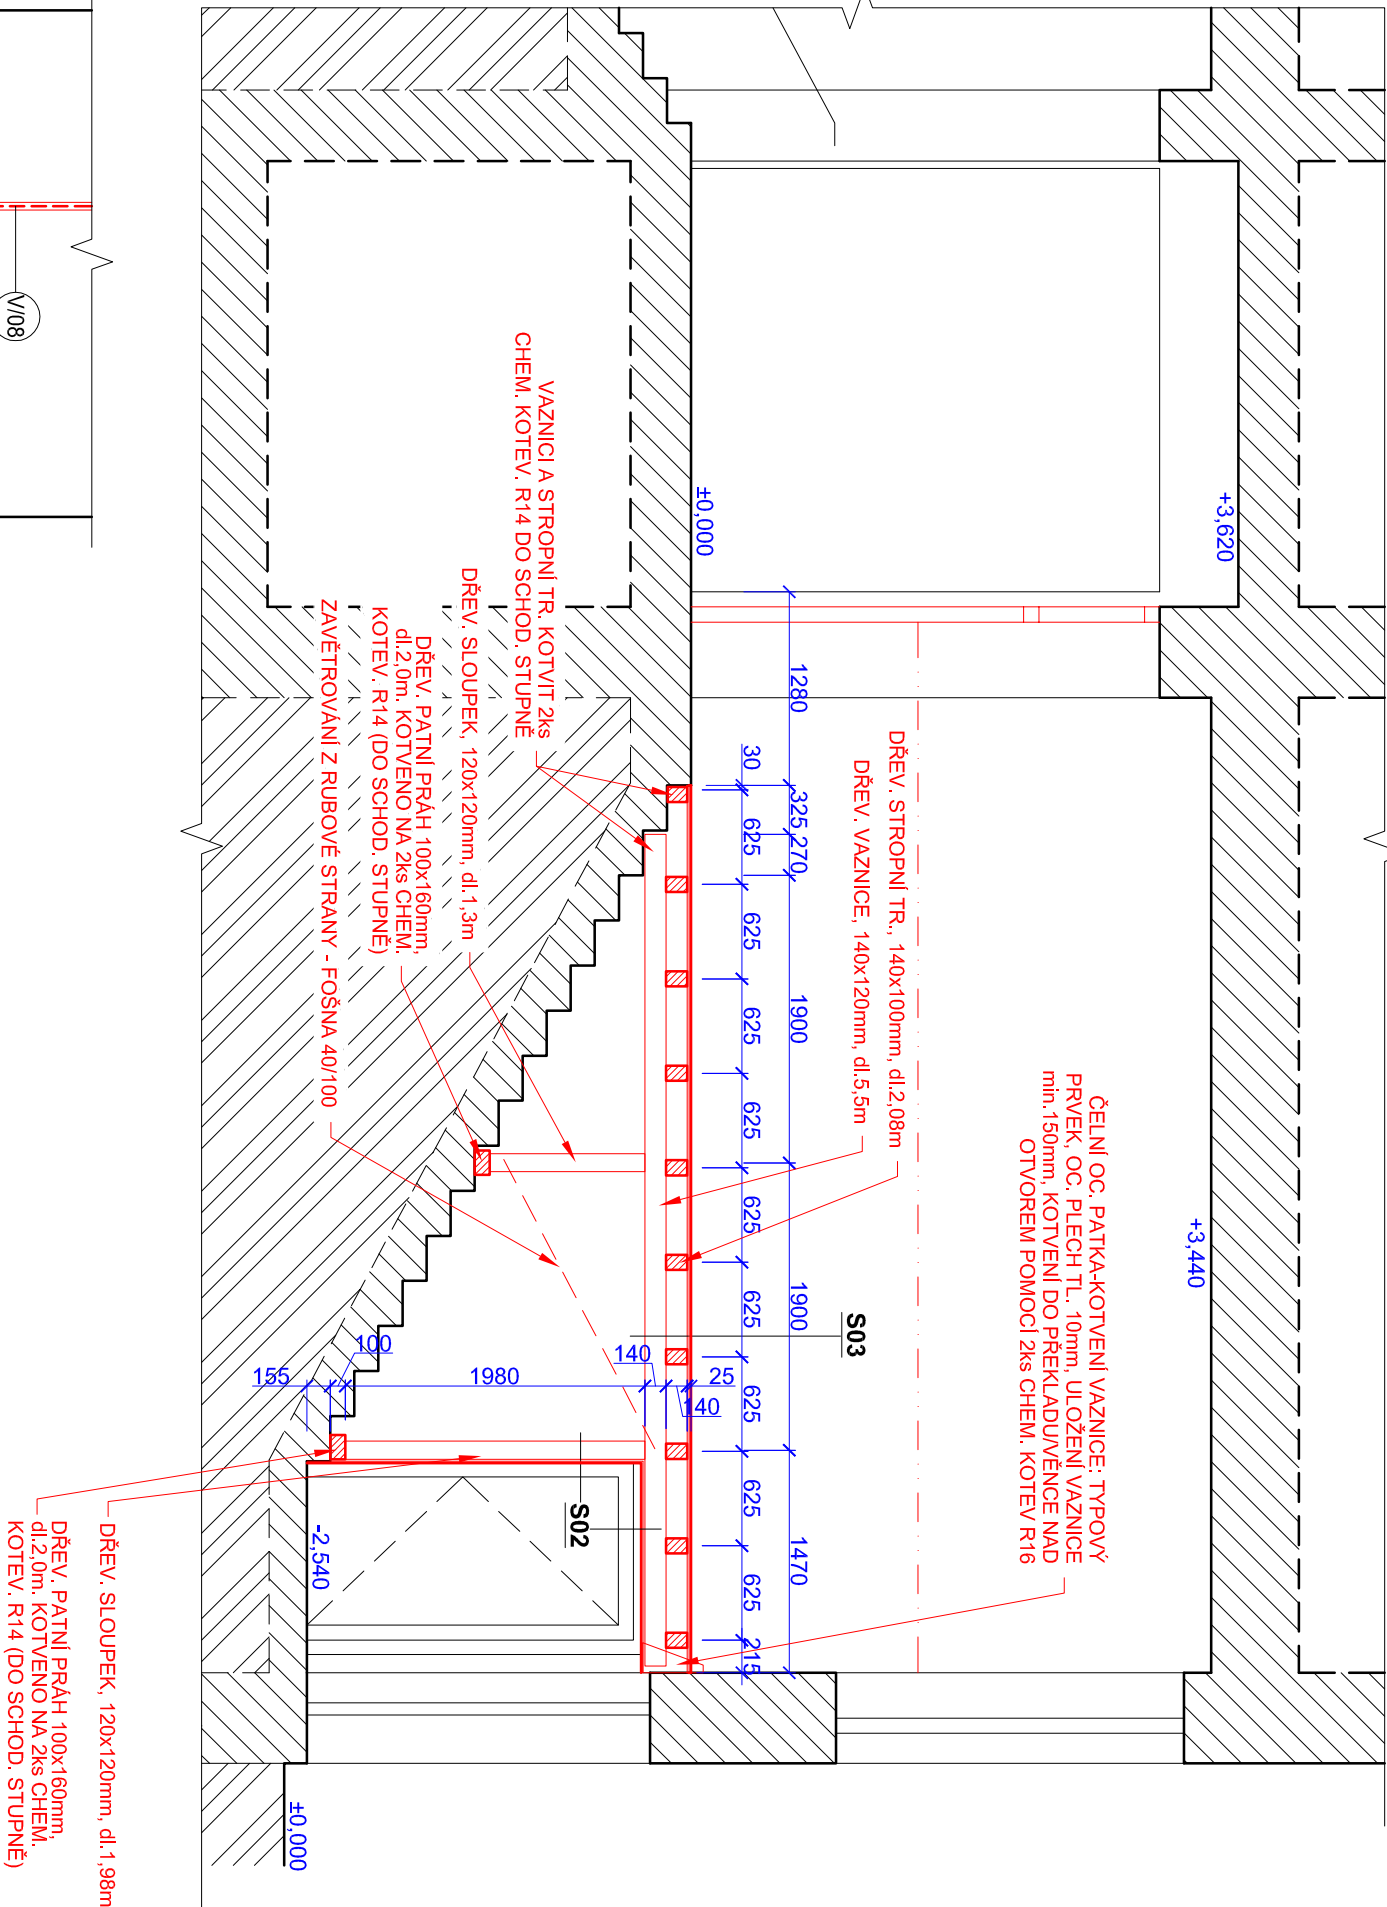 +3,620
+3,440
ČELNÍ OC. PATKA-KOTVENÍ VAZNICE: TYPOVÝ
PRVEK, OC. PLECH TL. 10mm, ULOŽENÍ VAZNICE
min.150mm, KOTVENÍ DO PŘEKLADU/VĚNCE NAD
OTVOREM POMOCÍ 2ks CHEM. KOTEV R16
DŘEV. STROPNÍ TR., 140x100mm, dl.2,08m
DŘEV. VAZNICE, 140x120mm, dl.5,5m
S03
1280
325
270
1900
1900
1470
30
625
625
625
625
625
625
625
625
625
215
±0,000
25
140
140
1980
100
155
S02
VAZNICI A STROPNÍ TR. KOTVIT 2ks
CHEM. KOTEV. R14 DO SCHOD. STUPNĚ
DŘEV. SLOUPEK, 120x120mm, dl.1,3m
DŘEV. PATNÍ PRÁH 100x160mm,
dl.2,0m. KOTVENO NA 2ks CHEM.
KOTEV. R14 (DO SCHOD. STUPNĚ)
ZAVĚTROVÁNÍ Z RUBOVÉ STRANY - FOŠNA 40/100
-2,540
±0,000
DŘEV. SLOUPEK, 120x120mm, dl.1,98m
DŘEV. PATNÍ PRÁH 100x160mm,
dl.2,0m. KOTVENO NA 2ks CHEM.
KOTEV. R14 (DO SCHOD. STUPNĚ)
V/08